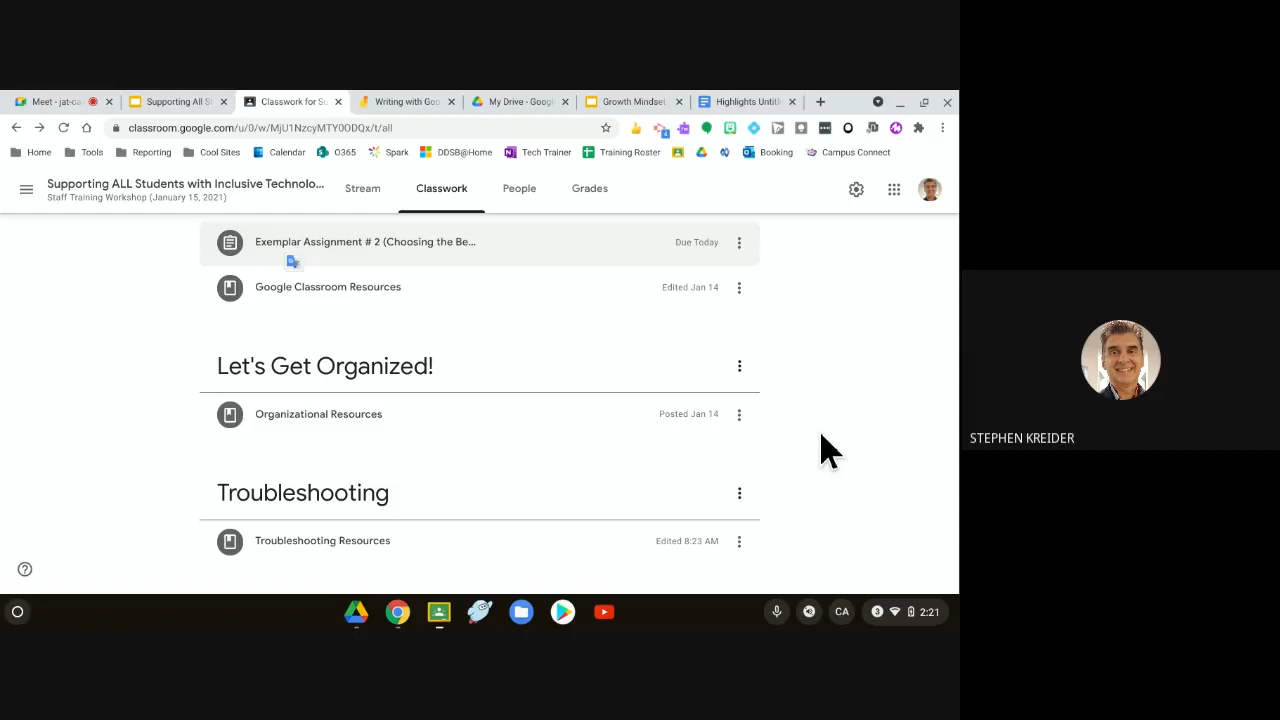 Meet - jat-ca
Supporting All St
Classwork for Su
Writing with Goo
My Drive - Google
Growth Mindset
Highlights Untitl
classroom.google.com/u/0/w/MjU1NzcyMTY0ODQx/t/all
4
Home
Tools
Reporting
Cool Sites
Calendar
O365
Spark
DDSB@Home
Tech Trainer
Training Roster
Booking
Campus Connect
Supporting ALL Students with Inclusive Technolo...
Staff Training Workshop (January 15, 2021)
Stream
Classwork
People
Grades
Exemplar Assignment # 2 (Choosing the Be...
Due Today
Google Classroom Resources
Edited Jan 14
Let's Get Organized!
Organizational Resources
Posted Jan 14
Troubleshooting
Troubleshooting Resources
Edited 8:23 AM
CA
3
2:21
STEPHEN KREIDER